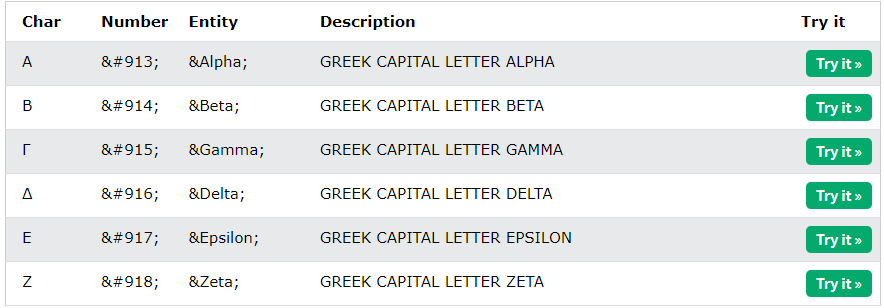 Char Number Entity Description Try it
Α &#913; &Alpha; GREEK CAPITAL LETTER ALPHA Try it »
Β &#914; &Beta; GREEK CAPITAL LETTER BETA Try it »
Γ &#915; &Gamma; GREEK CAPITAL LETTER GAMMA Try it »
Δ &#916; &Delta; GREEK CAPITAL LETTER DELTA Try it »
Ε &#917; &Epsilon; GREEK CAPITAL LETTER EPSILON Try it »
Ζ &#918; &Zeta; GREEK CAPITAL LETTER ZETA Try it »